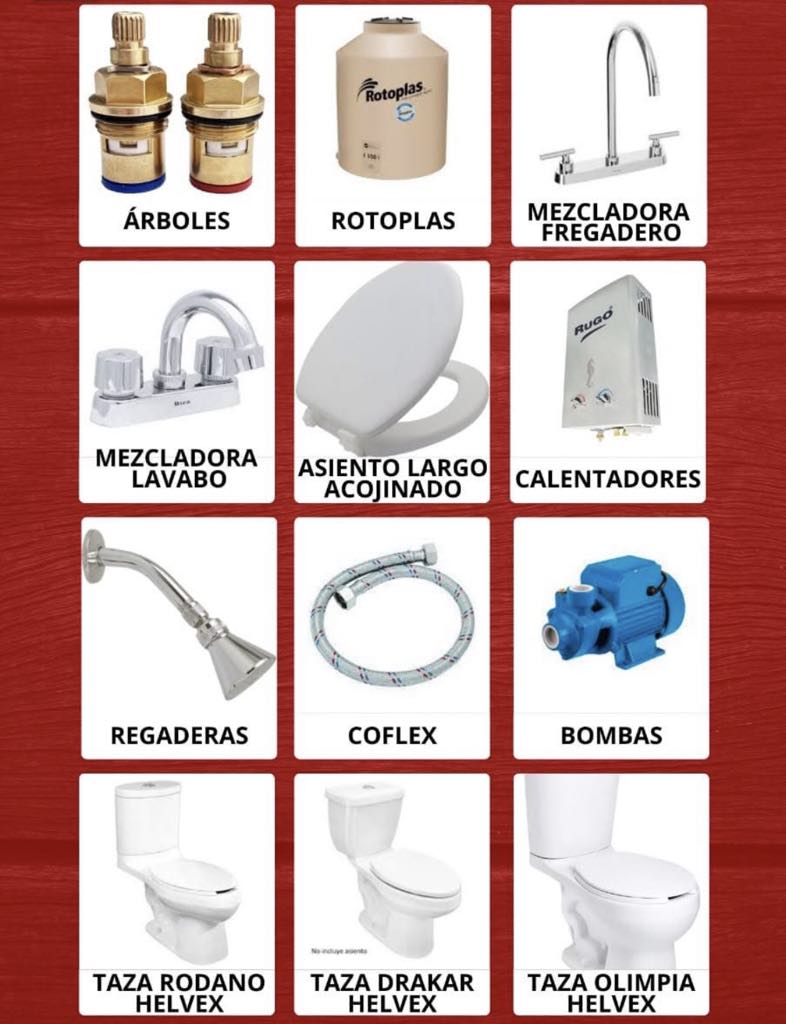 Rotoplas
ÁRBOLES
ROTOPLAS
MEZCLADORA
FREGADERO
RUGO
Rica
MEZCLADORA
LAVABO
ASIENTO LARGO
ACOJINADO
CALENTADORES
REGADERAS
COFLEX
BOMBAS
No incluye asiento
TAZA RODANO
HELVEX
TAZA DRAKAR
HELVEX
TAZA OLIMPIA
HELVEX